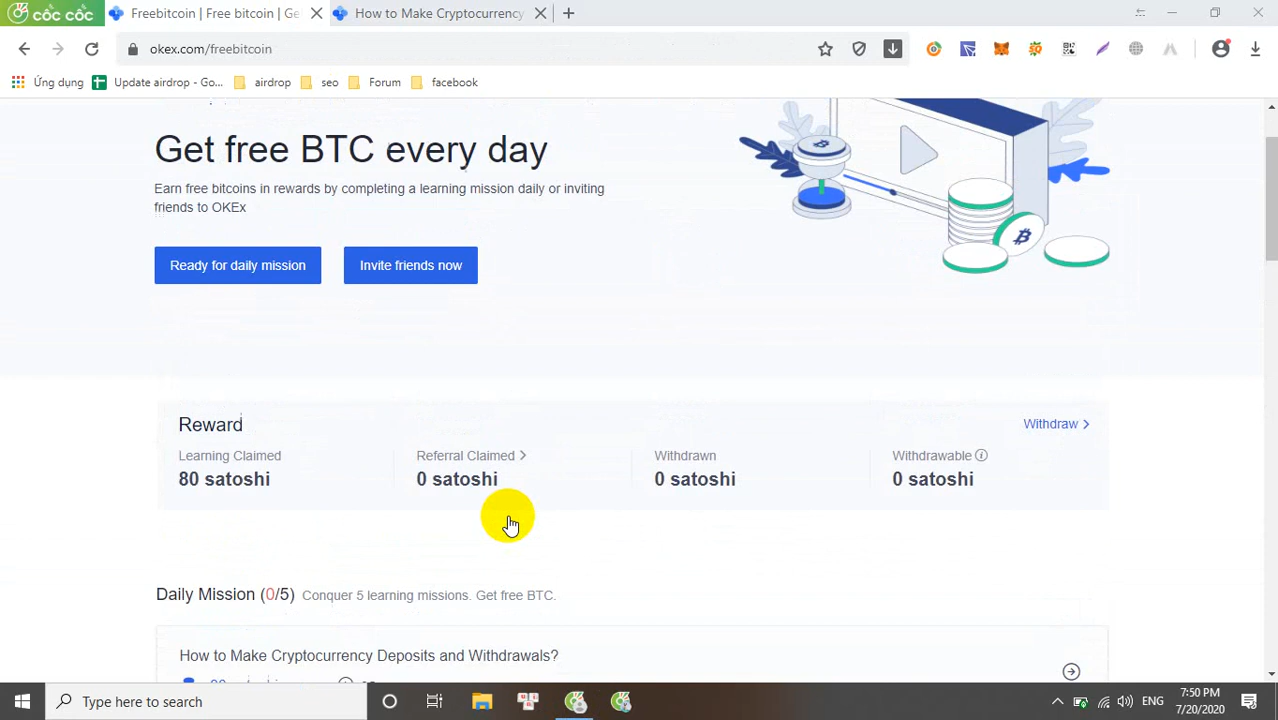 cốc cốc
Freebitcoin | Free bitcoin | Ge
How to Make Cryptocurrency
okex.com/freebitcoin
Ứng dụng
Update airdrop - Go...
airdrop
seo
Forum
facebook
Get free BTC every day
Earn free bitcoins in rewards by completing a learning mission daily or inviting
friends to OKEx
Ready for daily mission
Invite friends now
Reward
Withdraw
Learning Claimed
Referral Claimed
Withdrawn
Withdrawable
80 satoshi
0 satoshi
0 satoshi
0 satoshi
Daily Mission (0/5) Conquer 5 learning missions. Get free BTC.
How to Make Cryptocurrency Deposits and Withdrawals?
Type here to search
ENG
7:50 PM
7/20/2020